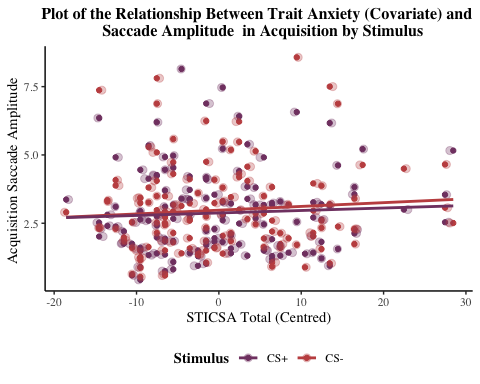 Plot of the Relationship Between Trait Anxiety (Covariate) and
Saccade Amplitude in Acquisition by Stimulus
Acquisition Saccade Amplitude
7.5
5.0
2.5
-20 -10 0 10 20 30
STICSA Total (Centred)
Stimulus CS+ CS-